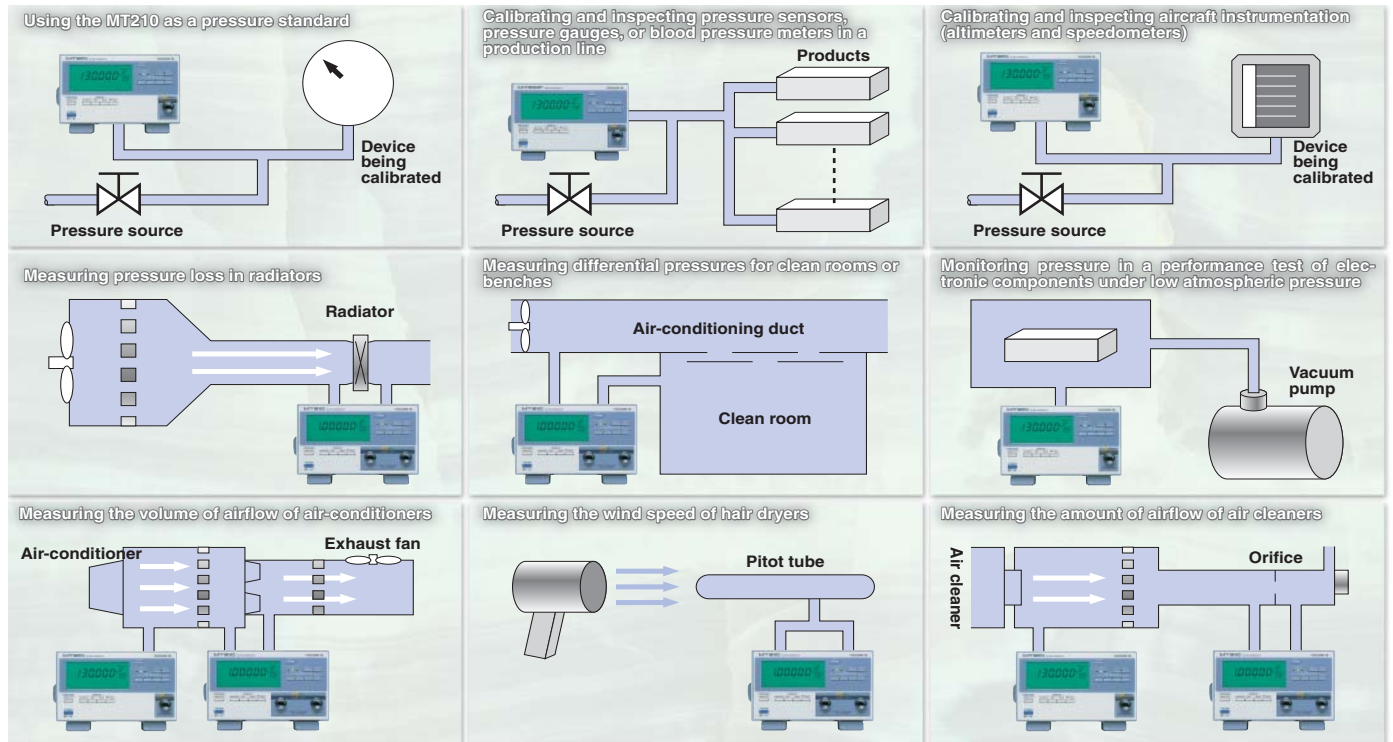 Using the MT210 as a pressure standard
Device
being
calibrated
Pressure source
Calibrating and inspecting pressure sensors,
pressure gauges, or blood pressure meters in a
production line
Products
Pressure source
Calibrating and inspecting aircraft instrumentation
(altimeters and speedometers)
Device
being
calibrated
Pressure source
Measuring pressure loss in radiators
Radiator
Measuring differential pressures for clean rooms or
benches
Air-conditioning duct
Clean room
Monitoring pressure in a performance test of elec-
tronic components under low atmospheric pressure
Vacuum
pump
Measuring the volume of airflow of air-conditioners
Air-conditioner
Exhaust fan
Measuring the wind speed of hair dryers
Pitot tube
Measuring the amount of airflow of air cleaners
Air cleaner
Orifice